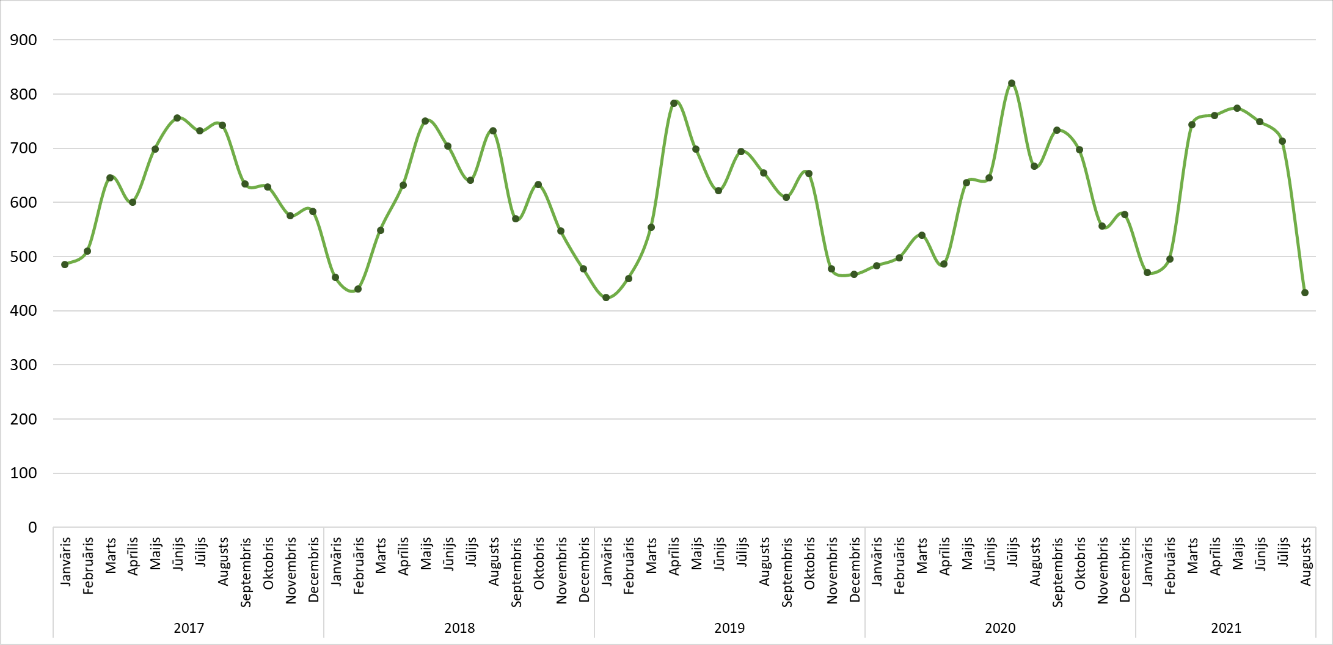 900
800
700
600
500
400
300
200
100
0
Janvāris
Februāris
Marts
Aprīlis
Maijs
Jūnijs
Jūlijs
Augusts
Septembris
Oktobris
Novembris
Decembris
Janvāris
Februāris
Marts
Aprīlis
Maijs
Jūnijs
Jūlijs
Augusts
Septembris
Oktobris
Novembris
Decembris
Janvāris
Februāris
Marts
Aprīlis
Maijs
Jūnijs
Jūlijs
Augusts
Septembris
Oktobris
Novembris
Decembris
Janvāris
Februāris
Marts
Aprīlis
Maijs
Jūnijs
Jūlijs
Augusts
Septembris
Oktobris
Novembris
Decembris
Janvāris
Februāris
Marts
Aprīlis
Maijs
Jūnijs
Jūlijs
Augusts
2017 2018 2019 2020 2021